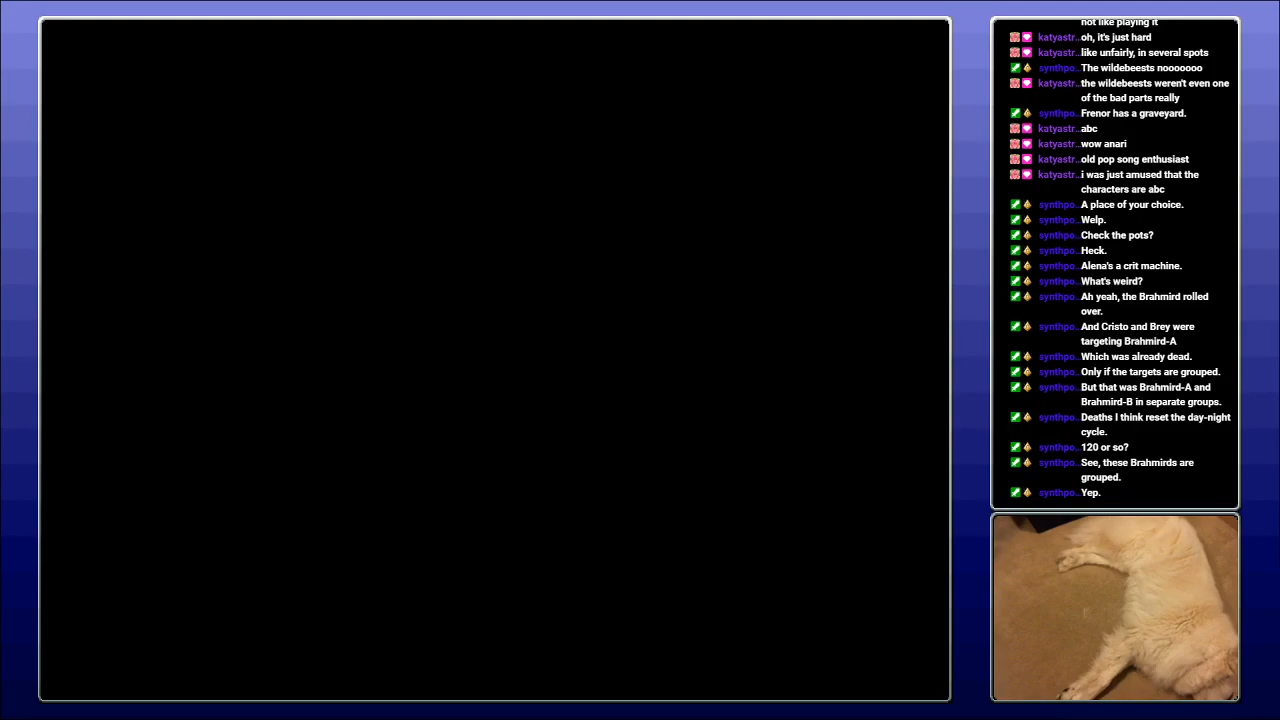 not like playing it
katyastr... oh, it's just hard
katyastr... like unfairly, in several spots
synthpo... The wildebeests nooooooo
katyastr... the wildebeests weren't even one
of the bad parts really
synthpo... Frenor has a graveyard.
katyastr... abc
katyastr... wow anari
katyastr... old pop song enthusiast
katyastr... i was just amused that the
characters are abc
synthpo... A place of your choice.
synthpo... Welp.
synthpo... Check the pots?
synthpo... Heck.
synthpo... Alena's a crit machine.
synthpo... What's weird?
synthpo... Ah yeah, the Brahmird rolled
over.
synthpo... And Cristo and Brey were
targeting Brahmird-A
synthpo... Which was already dead.
synthpo... Only if the targets are grouped.
synthpo... But that was Brahmird-A and
Brahmird-B in separate groups.
synthpo... Deaths I think reset the day-night
cycle.
synthpo... 120 or so?
synthpo... See, these Brahmirds are
grouped.
synthpo... Yep.